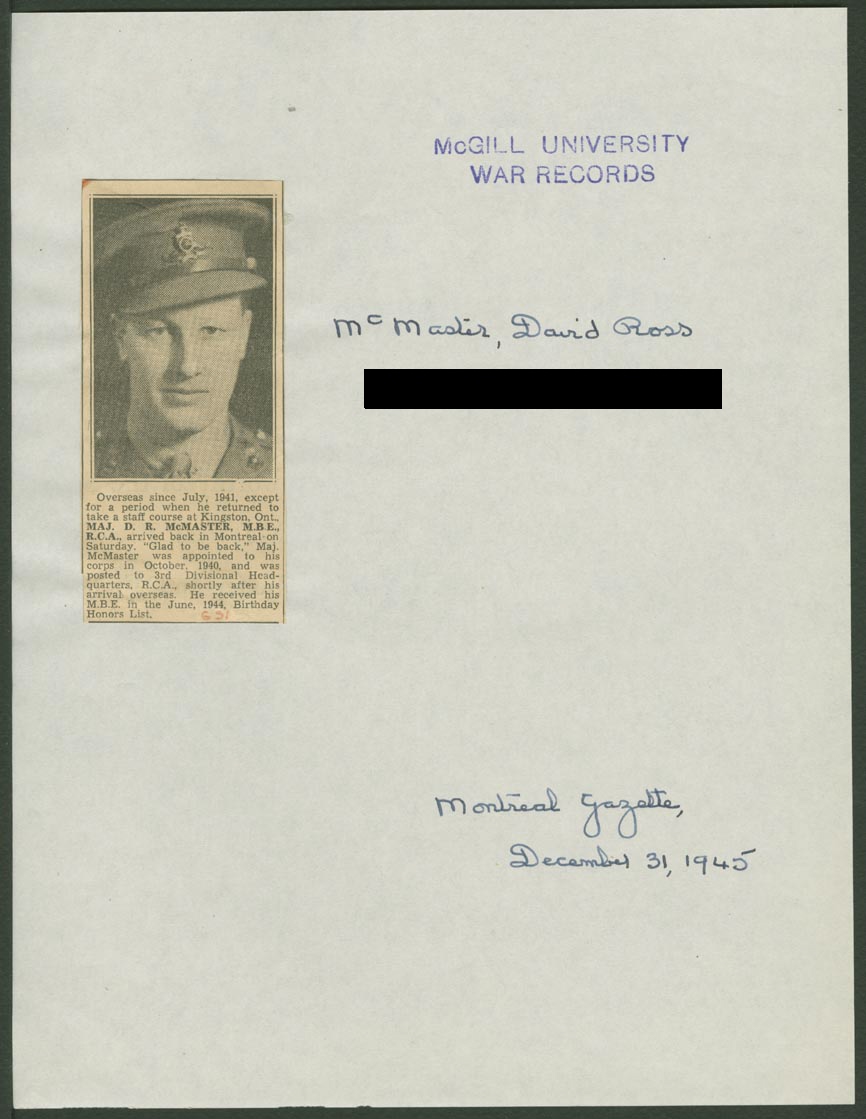 McGILL UNIVERSITY
WAR RECORDS
McMaster, David Ross
Overseas since July, 1941, except
for a period when he returned to
take a staff course at Kingston, Ont.,
MAJ. D. R. McMASTER, M.B.E.,
R.C.A., arrived back in Montreal on
Saturday. "Glad to be back," Maj.
McMaster was appointed to his
corps in October, 1940, and was
posted to 3rd Divisional Head-
quarters, R.C.A., shortly after his
arrival overseas. He received his
M.B.E. in the June, 1944, Birthday
Honors List.
Montreal Gazette,
December 31, 1945